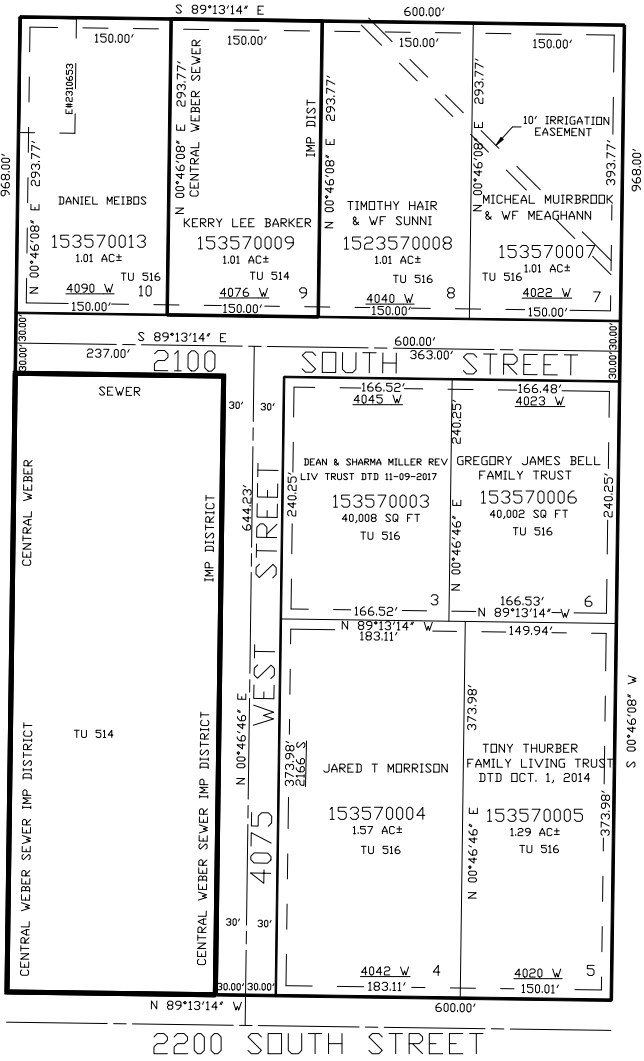 S 89°13'14" E 600.00'
150.00' 150.00' 150.00' 150.00'
968.00'
968.00'
E#2310653
293.77'
N 00°46'08" E
N 00°46'08" E 293.77'
CENTRAL WEBER SEWER
IMP DIST
N 00°46'08" E 293.77'
N 00°46'08" E 293.77'
393.77'
10' IRRIGATION
EASEMENT
DANIEL MEIBOS
153570013
1.01 AC±
TU 516
4090 W 10
150.00'
KERRY LEE BARKER
153570009
1.01 AC±
TU 514
4076 W 9
150.00'
TIMOTHY HAIR
& WF SUNNI
1523570008
1.01 AC±
TU 516
8
4040 W
150.00'
MICHEAL MUIRBROOK
& WF MEAGHANN
153570007
1.01 AC±
TU 516
4022 W 7
150.00'
30.00' 30.00'
30.00' 30.00'
S 89°13'14" E 600.00'
237.00' 363.00'
2100 SOUTH STREET
SEWER
CENTRAL WEBER
IMP DISTRICT
TU 514
CENTRAL WEBER SEWER IMP DISTRICT
CENTRAL WEBER SEWER IMP DISTRICT
30' 30'
644.23'
N 00°46'46" E
4075 WEST STREET
30' 30'
30.00' 30.00'
166.52'
4045 W
240.25'
DEAN & SHARMA MILLER REV
LIV TRUST DTD 11-09-2017
153570003
40,008 SQ FT
TU 516
3
166.52'
240.25'
N 00°46'46" E
166.48'
4023 W
GREGORY JAMES BELL
FAMILY TRUST
153570006
40,002 SQ FT
TU 516
240.25'
166.53' 6
N 89°13'14" W
N 89°13'14" W
183.11'
149.94'
373.98'
2166 S
JARED T MORRISON
153570004
1.57 AC±
TU 516
4042 W 4
183.11'
373.98'
N 00°46'46" E
TONY THURBER
FAMILY LIVING TRUST
DTD OCT. 1, 2014
153570005
1.29 AC±
TU 516
373.98'
4020 W 5
150.01'
S 00°46'08" W
N 89°13'14" W 600.00'
2200 SOUTH STREET